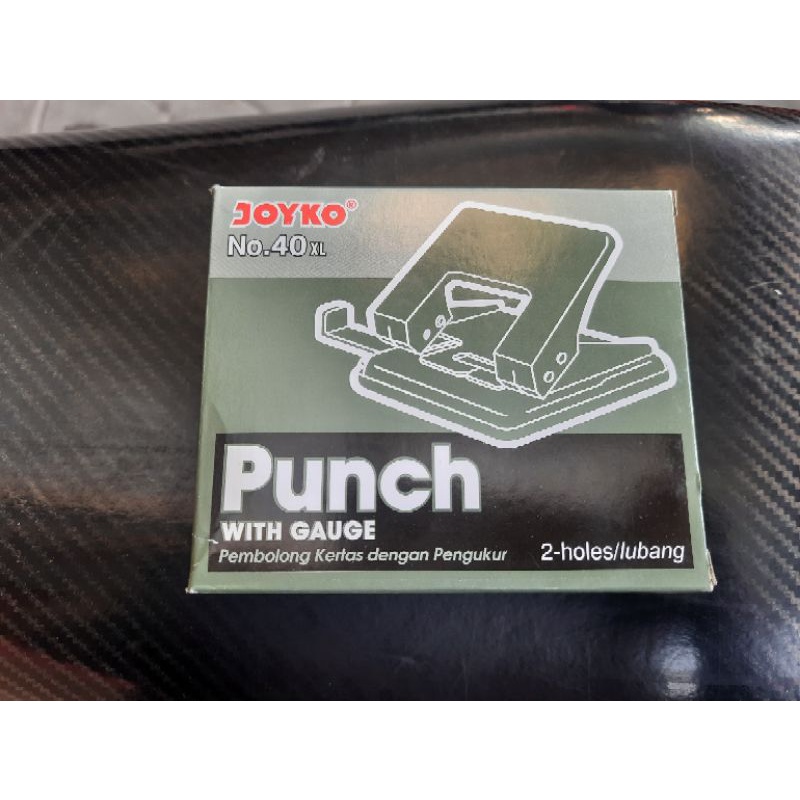 JOYKO®
No.40 XL
Punch
WITH GAUGE
Pembolong Kertas dengan Pengukur
2-holes/lubang